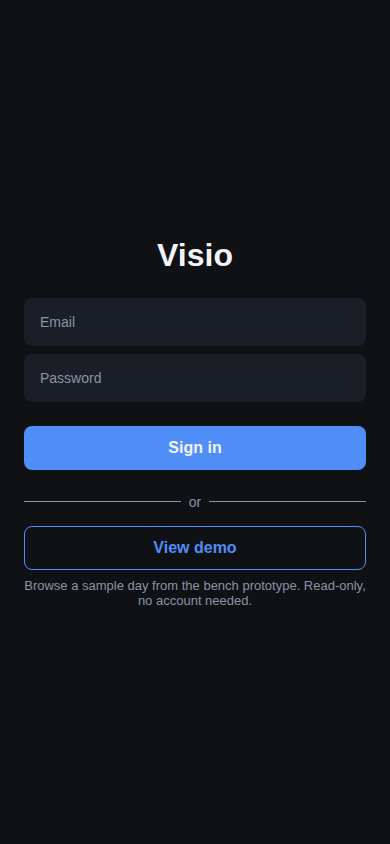 Visio
Email
Password
Sign in
or
View demo
Browse a sample day from the bench prototype. Read-only,
no account needed.